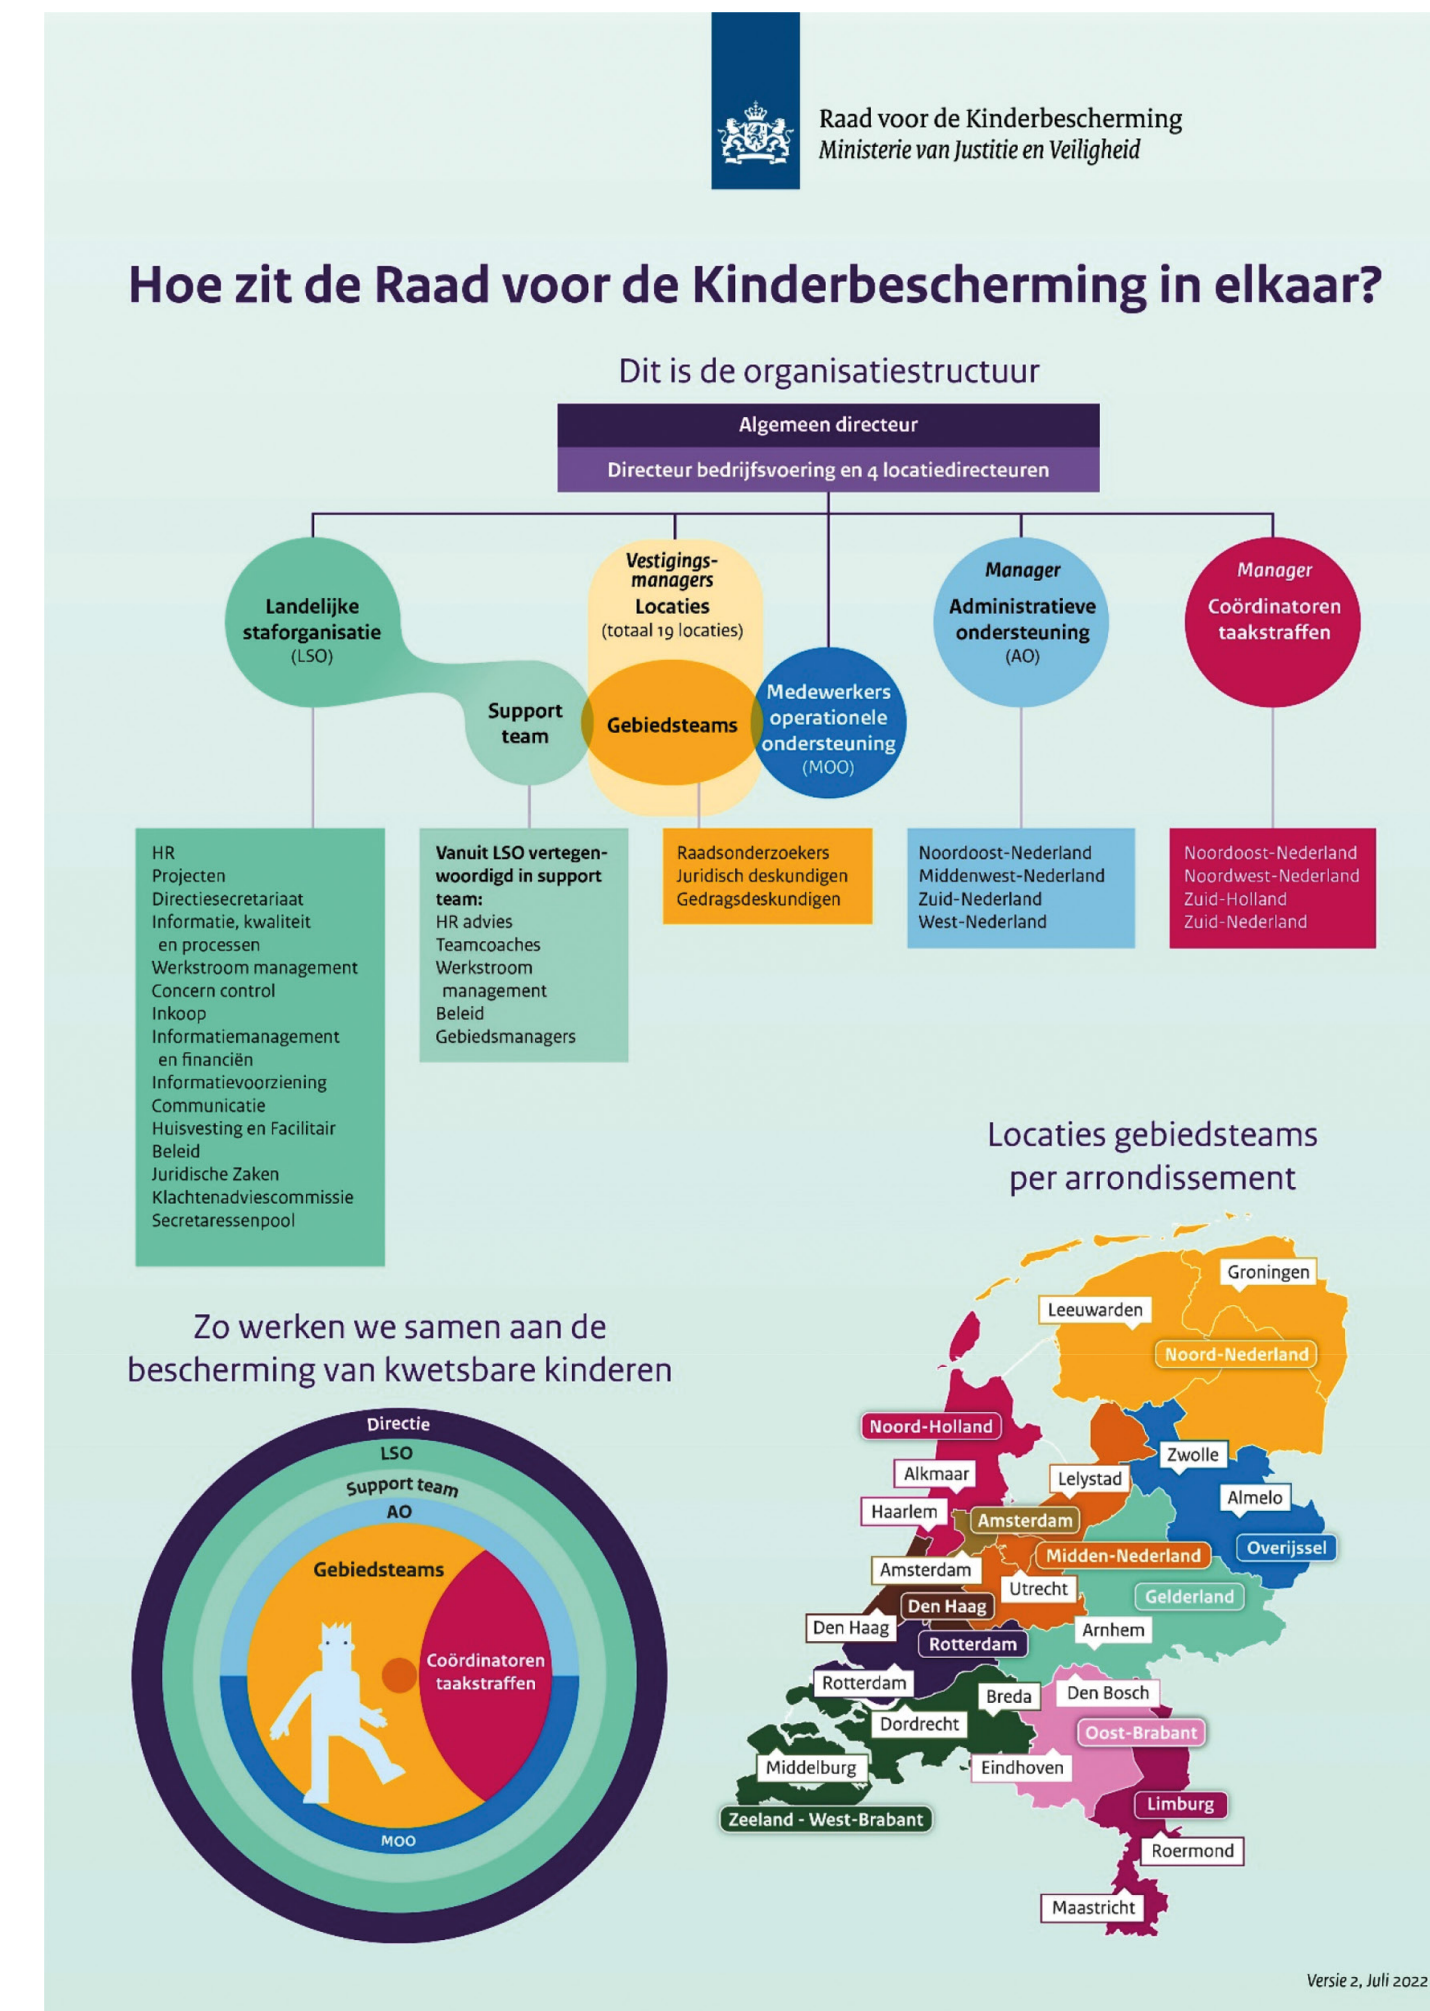 Raad voor de Kinderbescherming
Ministerie van Justitie en Veiligheid
Hoe zit de Raad voor de Kinderbescherming in elkaar?
Dit is de organisatiestructuur
Algemeen directeur
Directeur bedrijfsvoering en 4 locatiedirecteuren
Landelijke
staforganisatie
(LSO)
Support
team
Vestigings-
managers
Locaties
(totaal 19 locaties)
Gebiedsteams
Medewerkers
operationele
ondersteuning
(MOO)
Manager
Administratieve
ondersteuning
(AO)
Manager
Coördinatoren
taakstraffen
HR
Projecten
Directiesecretariaat
Informatie, kwaliteit
en processen
Werkstroom management
Concern control
Inkoop
Informatiemanagement
en financiën
Informatievoorziening
Communicatie
Huisvesting en Facilitair
Beleid
Juridische Zaken
Klachtenadviescommissie
Secretaressenpool
Vanuit LSO vertegen-
woordigd in support
team:
HR advies
Teamcoaches
Werkstroom
management
Beleid
Gebiedsmanagers
Raadsonderzoekers
Juridisch deskundigen
Gedragsdeskundigen
Noordoost-Nederland
Middenwest-Nederland
Zuid-Nederland
West-Nederland
Noordoost-Nederland
Noordwest-Nederland
Zuid-Holland
Zuid-Nederland
Zo werken we samen aan de
bescherming van kwetsbare kinderen
Directie
LSO
Support team
AO
Gebiedsteams
Coördinatoren
taakstraffen
MOO
Locaties gebiedsteams
per arrondissement
Groningen
Leeuwarden
Noord-Nederland
Noord-Holland
Zwolle
Alkmaar
Lelystad
Almelo
Haarlem
Amsterdam
Overijssel
Midden-Nederland
Amsterdam
Utrecht
Gelderland
Den Haag
Den Haag
Arnhem
Rotterdam
Rotterdam
Breda
Den Bosch
Dordrecht
Oost-Brabant
Middelburg
Eindhoven
Limburg
Zeeland - West-Brabant
Roermond
Maastricht
Versie 2, Juli 2022